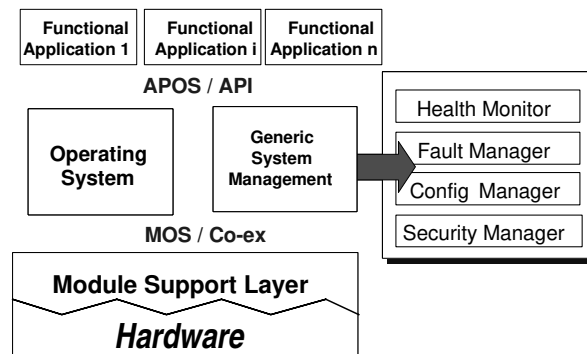 Functional
Application 1
Functional
Application i
Functional
Application n
APOS / API
Operating
System
Generic
System
Management
Health Monitor
Fault Manager
Config Manager
Security Manager
MOS / Co-ex
Module Support Layer
Hardware